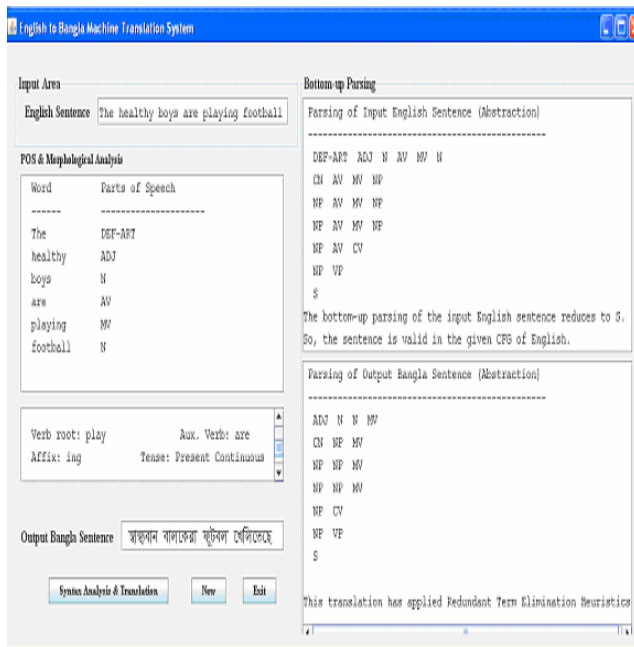 English to Bangla Machine Translation System
Input Area
English Sentence The healthy boys are playing football
POS & Morphological Analysis
Word Parts of Speech
------ ---------------------
The DEF-ART
healthy ADJ
boys N
are AV
playing MV
football N
Verb root: play Aux. Verb: are
Affix: ing Tense: Present Continuous
Output Bangla Sentence স্বাস্থ্যবান বালকেরা ফুটবল খেলিতেছে
Syntax Analysis & Translation New Exit
Bottom-up Parsing
Parsing of Input English Sentence (Abstraction)
------------------------------------------------
DEF-ART ADJ N AV MV N
CN AV MV NP
NP AV MV NP
NP AV MV NP
NP AV CV
NP VP
S
The bottom-up parsing of the input English sentence reduces to S.
So, the sentence is valid in the given CFG of English.
Parsing of Output Bangla Sentence (Abstraction)
------------------------------------------------
ADJ N N MV
CN NP MV
NP NP MV
NP NP MV
NP CV
NP VP
S
This translation has applied Redundant Term Elimination Heuristics